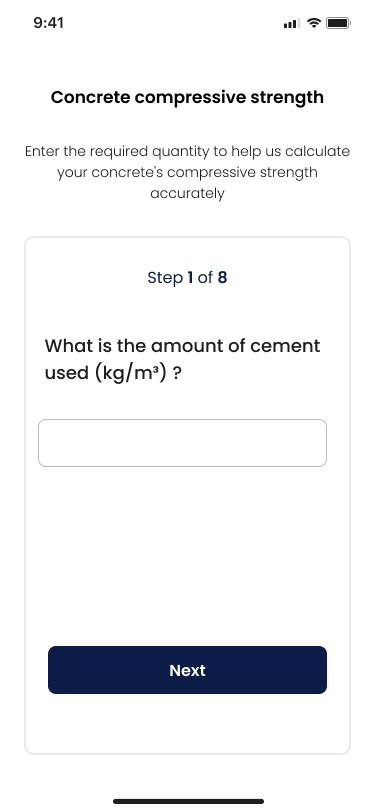 9:41
Concrete compressive strength
Enter the required quantity to help us calculate
your concrete's compressive strength
accurately
Step 1 of 8
What is the amount of cement
used (kg/m³) ?
Next